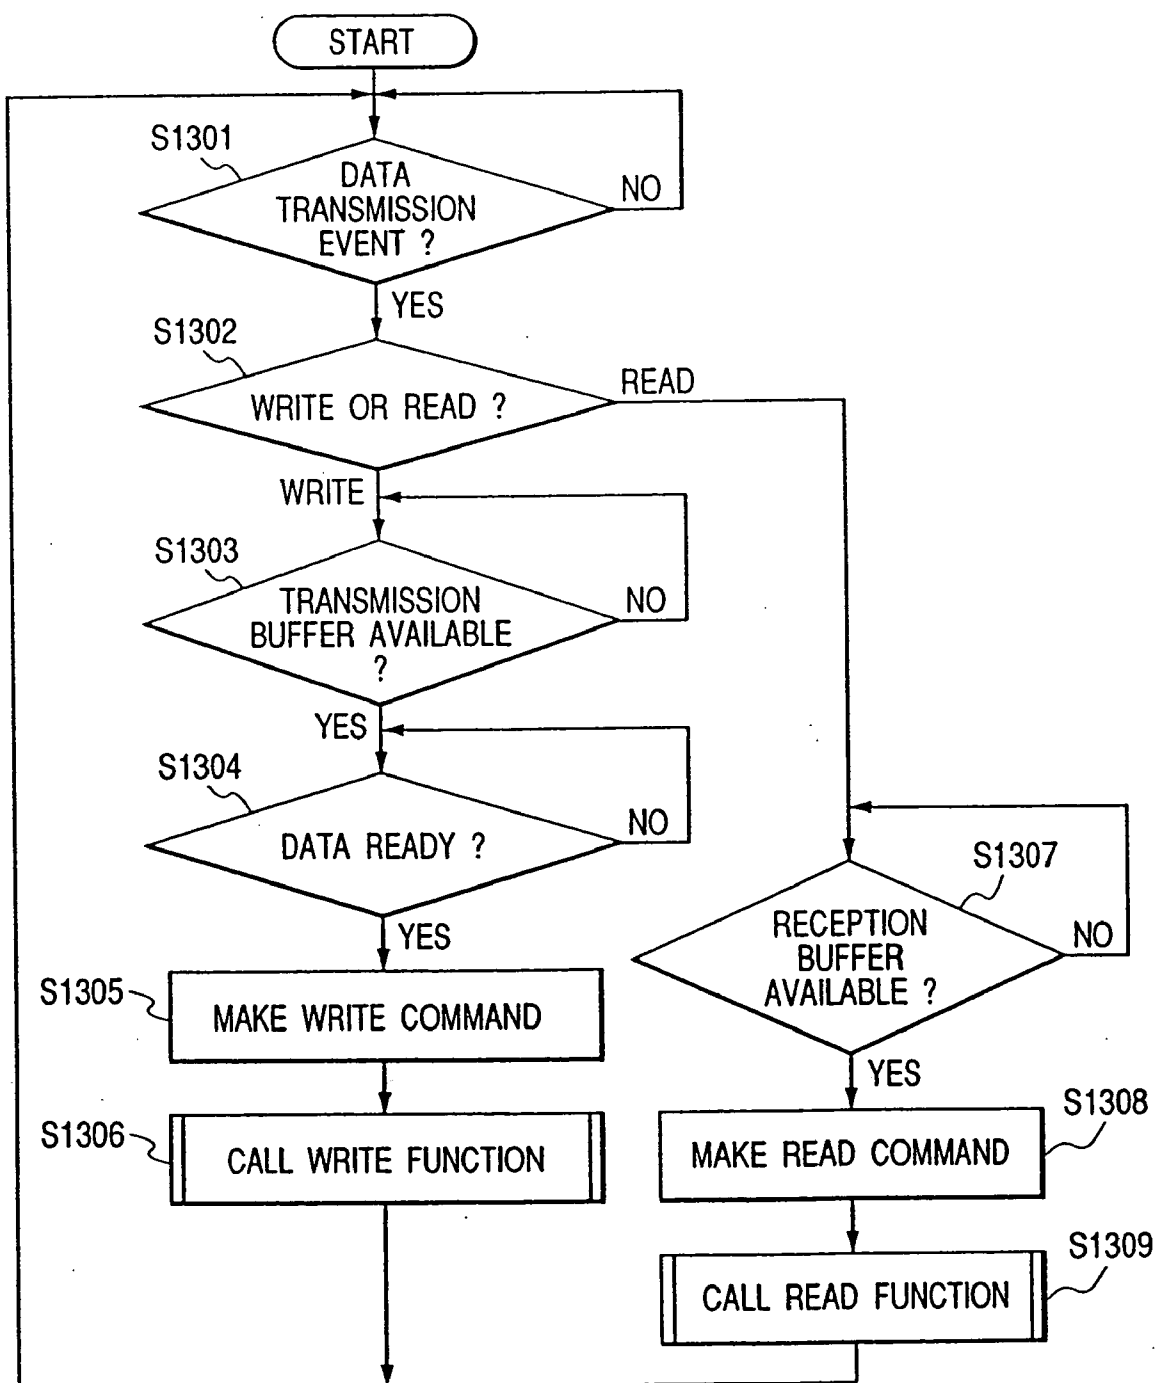 START
S1301
DATA
TRANSMISSION
EVENT ?
NO
YES
S1302
WRITE OR READ ?
READ
WRITE
S1303
TRANSMISSION
BUFFER AVAILABLE
?
NO
YES
S1304
DATA READY ?
NO
YES
S1305
MAKE WRITE COMMAND
S1306
CALL WRITE FUNCTION
S1307
RECEPTION
BUFFER
AVAILABLE ?
NO
YES
S1308
MAKE READ COMMAND
S1309
CALL READ FUNCTION